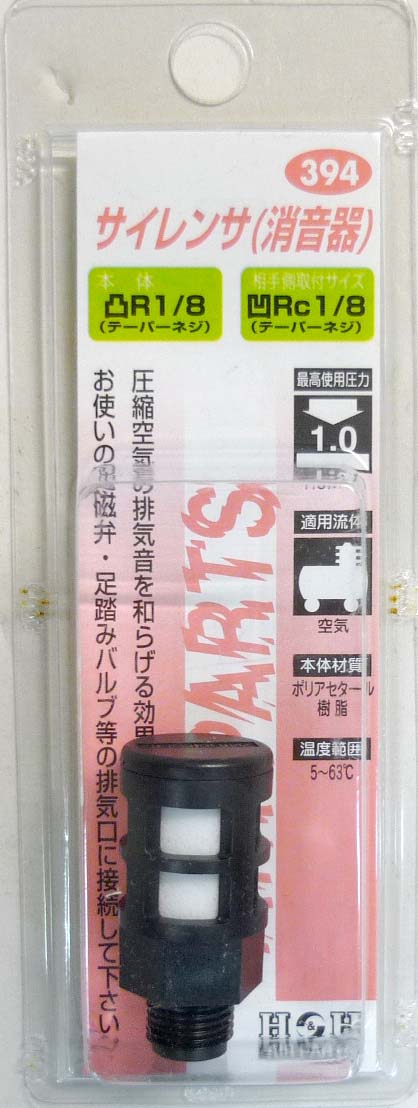 394
サイレンサ(消音器)
本体
凸R1/8
(テーパーネジ)
相手側取付サイズ
凹Rc1/8
(テーパーネジ)
圧縮空気の排気音を和らげる効果
お使いの電磁弁・足踏みバルブ等の排気口に接続して下さい
PARTS
最高使用圧力
1.0
適用流体
空気
本体材質
ポリアセタール
樹脂
温度範囲
5~63℃
H&H